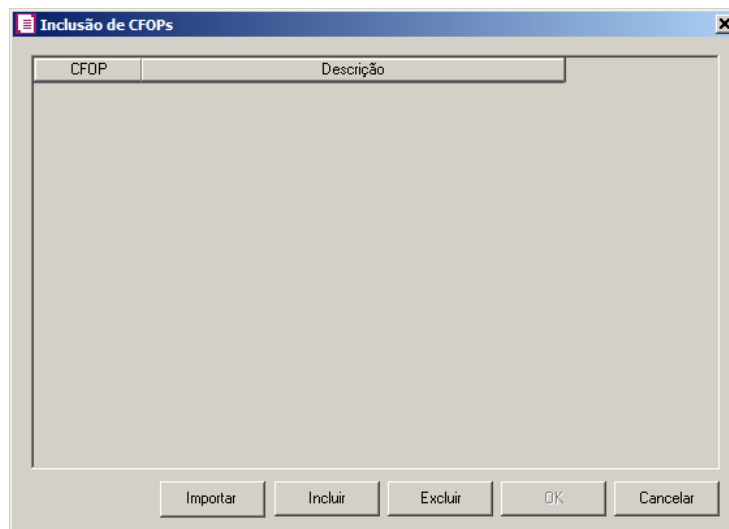 Inclusão de CFOPs
CFOP Descrição
Importar Incluir Excluir OK Cancelar